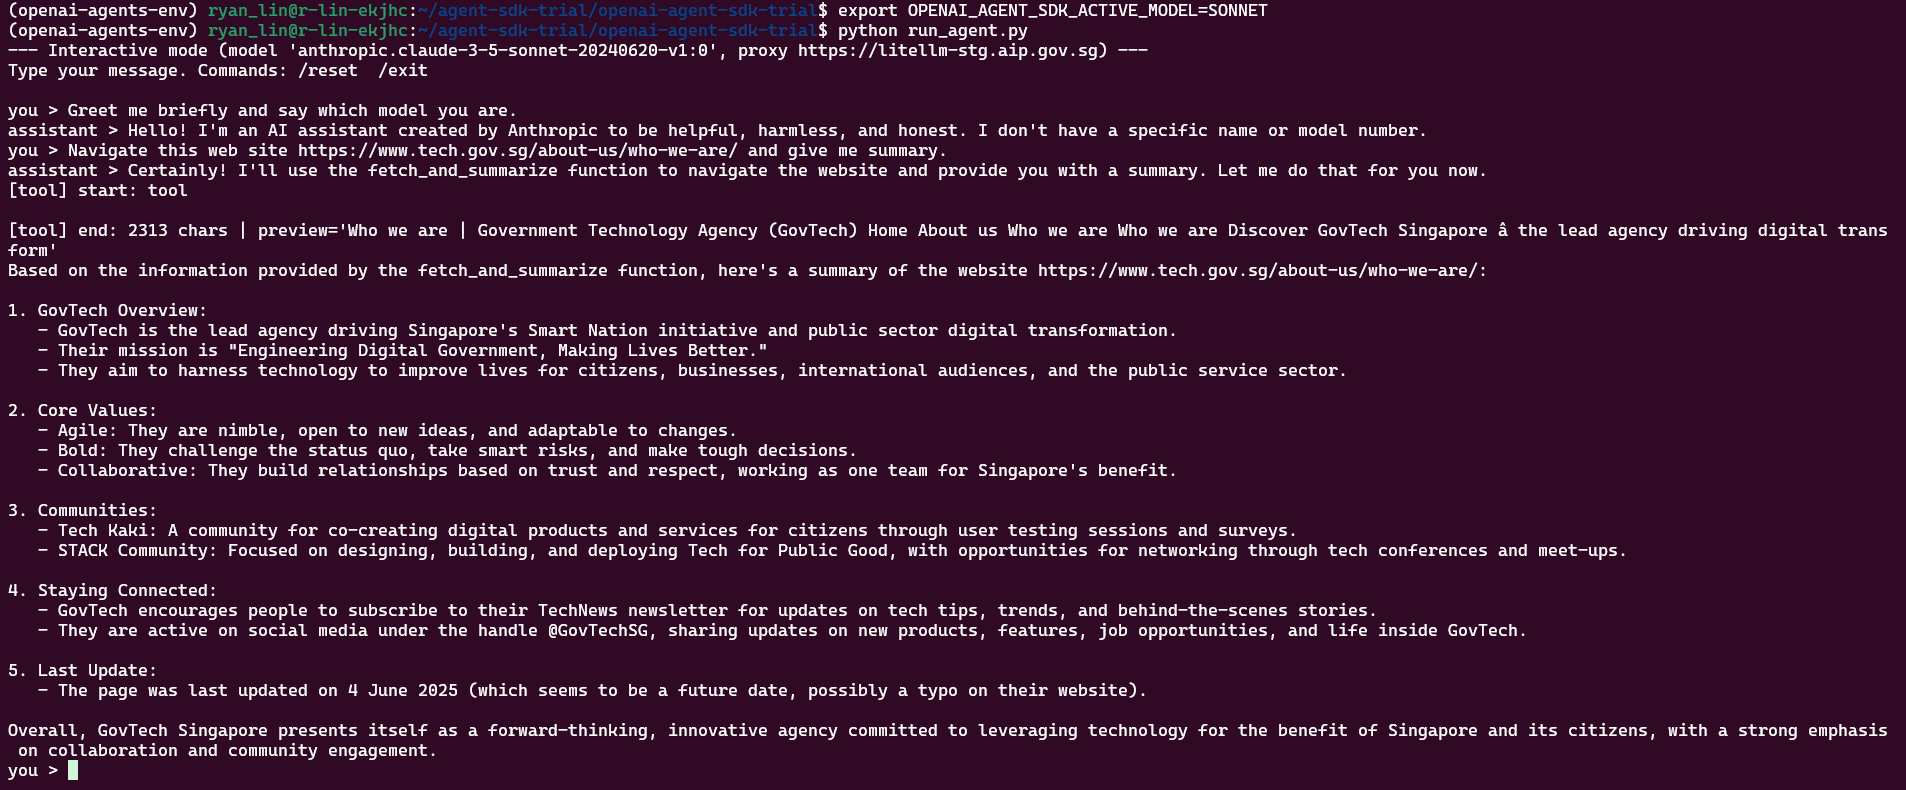 (openai-agents-env) ryan_lin@r-lin-ekjhc:~/agent-sdk-trial/openai-agent-sdk-trial$ export OPENAI_AGENT_SDK_ACTIVE_MODEL=SONNET
(openai-agents-env) ryan_lin@r-lin-ekjhc:~/agent-sdk-trial/openai-agent-sdk-trial$ python run_agent.py
--- Interactive mode (model 'anthropic.claude-3-5-sonnet-20240620-v1:0', proxy https://litellm-stg.aip.gov.sg) ---
Type your message. Commands: /reset  /exit

you > Greet me briefly and say which model you are.
assistant > Hello! I'm an AI assistant created by Anthropic to be helpful, harmless, and honest. I don't have a specific name or model number.
you > Navigate this web site https://www.tech.gov.sg/about-us/who-we-are/ and give me summary.
assistant > Certainly! I'll use the fetch_and_summarize function to navigate the website and provide you with a summary. Let me do that for you now.
[tool] start: tool

[tool] end: 2313 chars | preview='Who we are | Government Technology Agency (GovTech) Home About us Who we are Who we are Discover GovTech Singapore â the lead agency driving digital trans
form'
Based on the information provided by the fetch_and_summarize function, here's a summary of the website https://www.tech.gov.sg/about-us/who-we-are/:

1. GovTech Overview:
   - GovTech is the lead agency driving Singapore's Smart Nation initiative and public sector digital transformation.
   - Their mission is "Engineering Digital Government, Making Lives Better."
   - They aim to harness technology to improve lives for citizens, businesses, international audiences, and the public service sector.

2. Core Values:
   - Agile: They are nimble, open to new ideas, and adaptable to changes.
   - Bold: They challenge the status quo, take smart risks, and make tough decisions.
   - Collaborative: They build relationships based on trust and respect, working as one team for Singapore's benefit.

3. Communities:
   - Tech Kaki: A community for co-creating digital products and services for citizens through user testing sessions and surveys.
   - STACK Community: Focused on designing, building, and deploying Tech for Public Good, with opportunities for networking through tech conferences and meet-ups.

4. Staying Connected:
   - GovTech encourages people to subscribe to their TechNews newsletter for updates on tech tips, trends, and behind-the-scenes stories.
   - They are active on social media under the handle @GovTechSG, sharing updates on new products, features, job opportunities, and life inside GovTech.

5. Last Update:
   - The page was last updated on 4 June 2025 (which seems to be a future date, possibly a typo on their website).

Overall, GovTech Singapore presents itself as a forward-thinking, innovative agency committed to leveraging technology for the benefit of Singapore and its citizens, with a strong emphasis
 on collaboration and community engagement.
you >